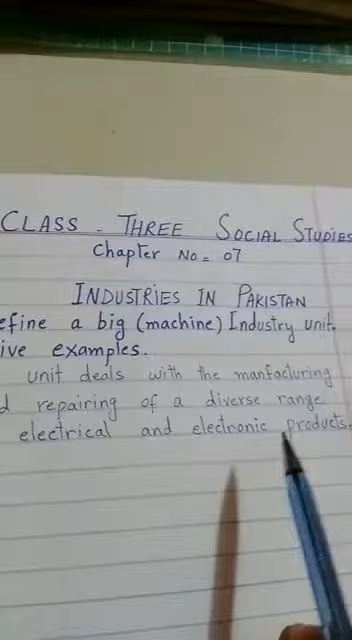 CLASS - THREE SOCIAL STUDIES
Chapter No = 07
INDUSTRIES IN PAKISTAN
efine a big (machine) Industry unit.
ive examples.
unit deals with the manfacturing
d repairing of a diverse range
electrical and electronic products.